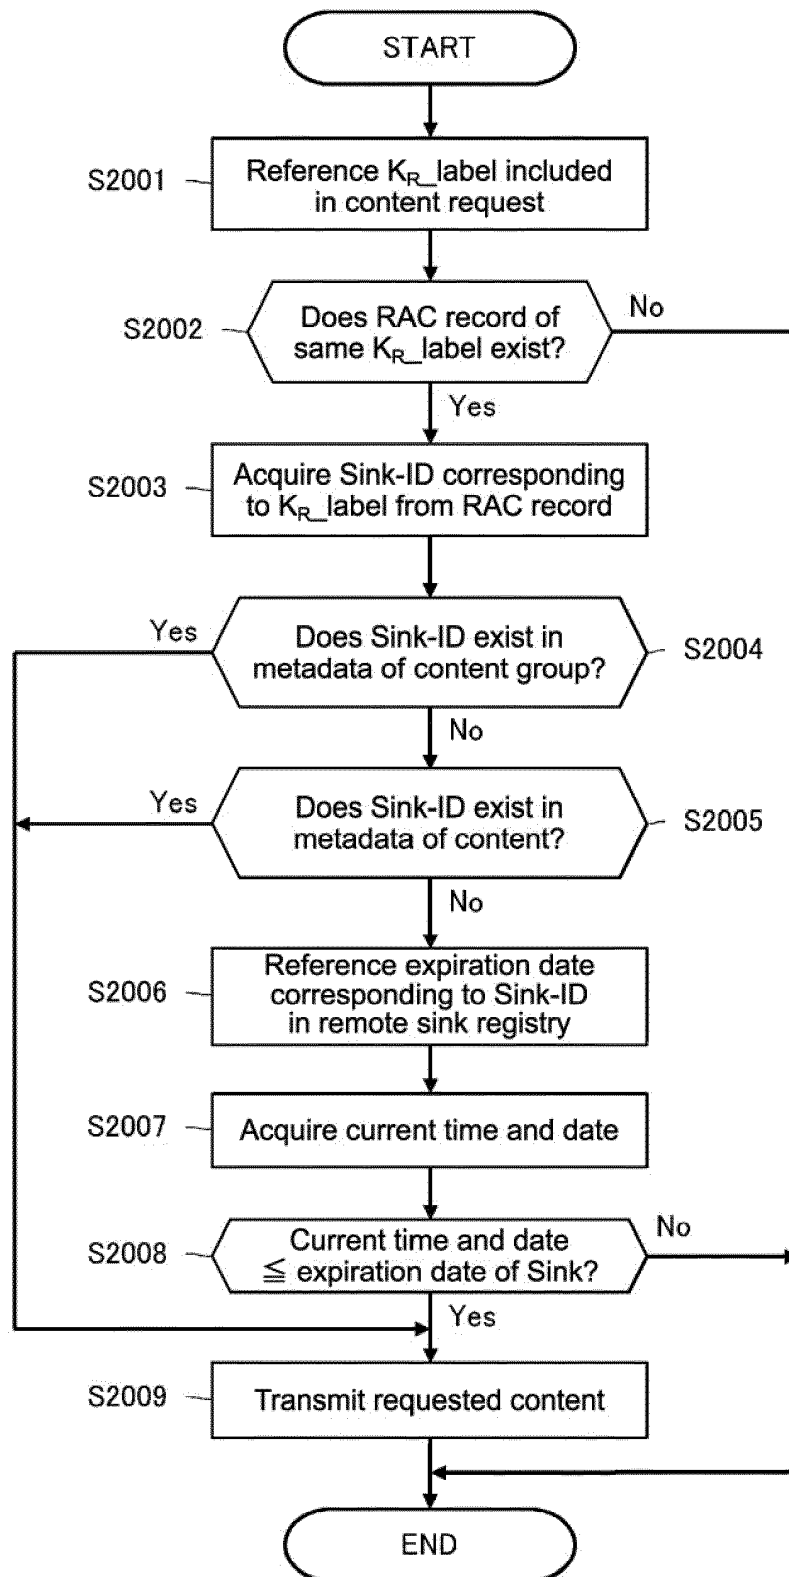 START
S2001
Reference KR_label included
in content request
S2002
Does RAC record of
same KR_label exist?
No
Yes
S2003
Acquire Sink-ID corresponding
to KR_label from RAC record
Yes
Does Sink-ID exist in
metadata of content group?
S2004
No
Yes
Does Sink-ID exist in
metadata of content?
S2005
No
S2006
Reference expiration date
corresponding to Sink-ID
in remote sink registry
S2007
Acquire current time and date
S2008
Current time and date
≦ expiration date of Sink?
No
Yes
S2009
Transmit requested content
END